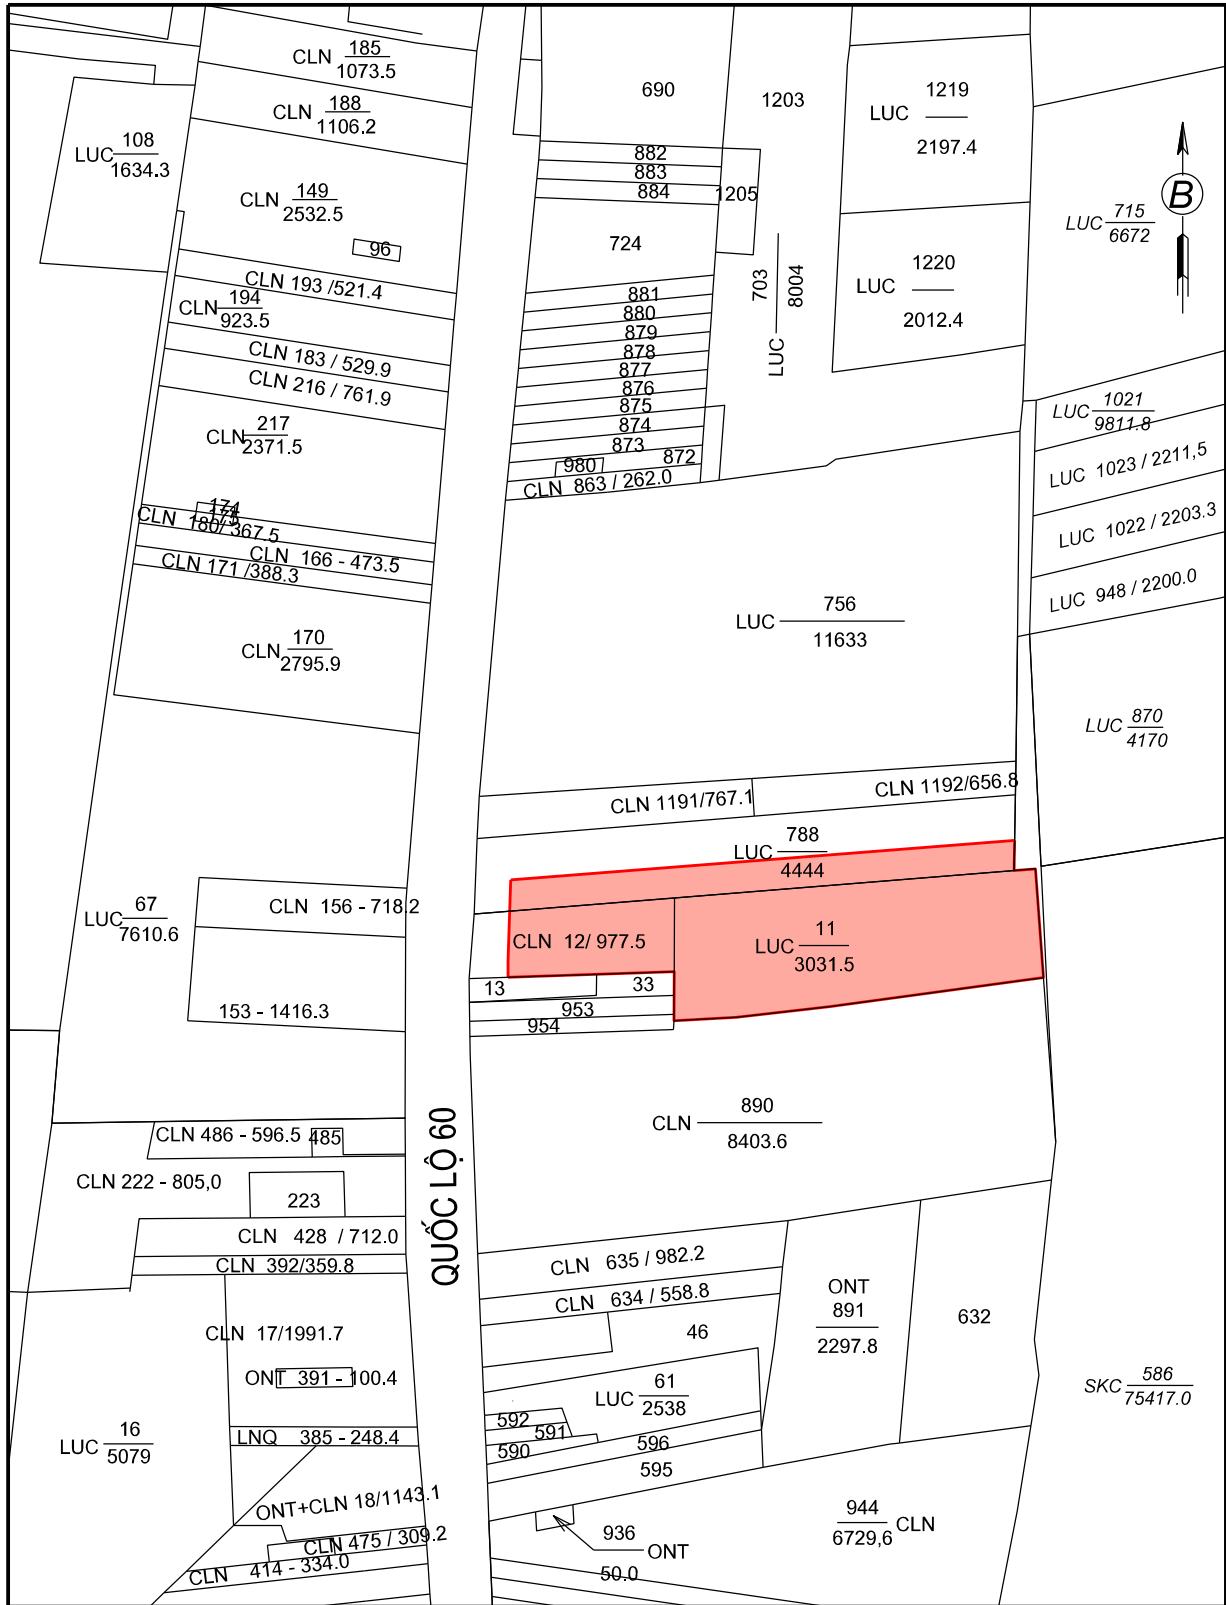 CLN 185
1073.5
CLN 188
1106.2
LUC 108
1634.3
CLN 149
2532.5
96
CLN 193 /521.4
CLN 194
923.5
CLN 183 / 529.9
CLN 216 / 761.9
CLN 217
2371.5
174
CLN 180/ 367.5
CLN 166 - 473.5
CLN 171 /388.3
CLN 170
2795.9
LUC 67
7610.6
CLN 156 - 718.2
153 - 1416.3
CLN 486 - 596.5
485
CLN 222 - 805,0
223
CLN 428 / 712.0
CLN 392/359.8
CLN 17/1991.7
ONT 391 - 100.4
LUC 16
5079
LNQ 385 - 248.4
ONT+CLN 18/1143.1
CLN 475 / 309.2
CLN 414 - 334.0
QUỐC LỘ 60
690
1203
882
883
884
1205
724
LUC 703
8004
881
880
879
878
877
876
875
874
873
872
980
CLN 863 / 262.0
LUC 1219
2197.4
LUC 1220
2012.4
B
LUC 715
6672
LUC 1021
9811.8
LUC 1023 / 2211,5
LUC 1022 / 2203.3
LUC 948 / 2200.0
LUC 870
4170
LUC 756
11633
CLN 1191/767.1
CLN 1192/656.8
LUC 788
4444
CLN 12/ 977.5
LUC 11
3031.5
13
33
953
954
CLN 890
8403.6
CLN 635 / 982.2
CLN 634 / 558.8
46
ONT
891
2297.8
632
LUC 61
2538
592
591
590
596
595
SKC 586
75417.0
944 CLN
6729,6
936 ONT
50.0